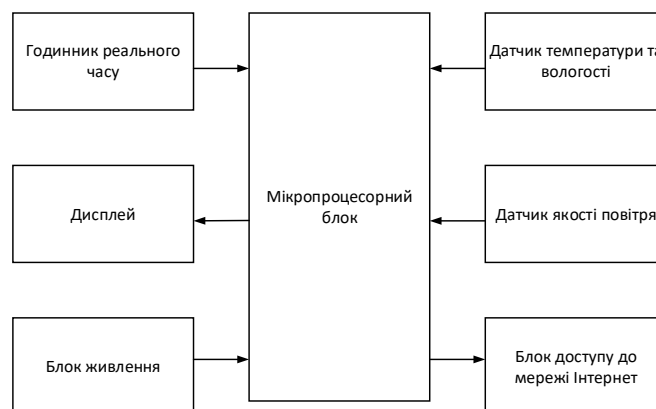 Годинник реального
часу
Датчик температури та
вологості
Мікропроцесорний
блок
Дисплей
Датчик якості повітря
Блок живлення
Блок доступу до
мережі Інтернет